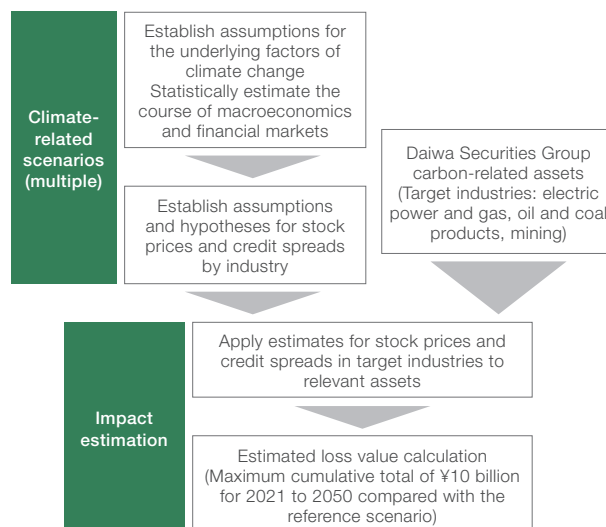 Climate-
related
scenarios
(multiple)
Establish assumptions for
the underlying factors of
climate change
Statistically estimate the
course of macroeconomics
and financial markets
Establish assumptions
and hypotheses for stock
prices and credit spreads
by industry
Daiwa Securities Group
carbon-related assets
(Target industries: electric
power and gas, oil and coal
products, mining)
Impact
estimation
Apply estimates for stock prices and
credit spreads in target industries to
relevant assets
Estimated loss value calculation
(Maximum cumulative total of ¥10 billion
for 2021 to 2050 compared with the
reference scenario)